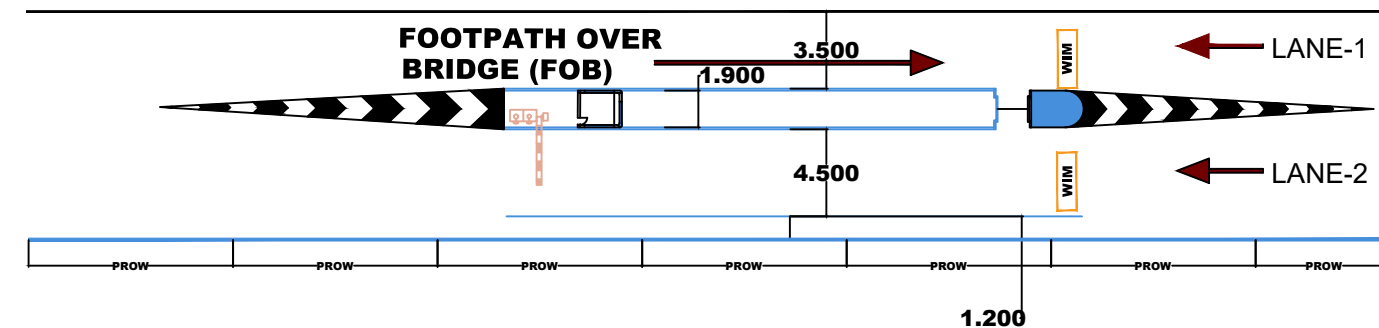 FOOTPATH OVER
BRIDGE (FOB)
3.500
1.900
WIM
LANE-1
4.500
WIM
LANE-2
PROW PROW PROW PROW PROW PROW PROW
1.200